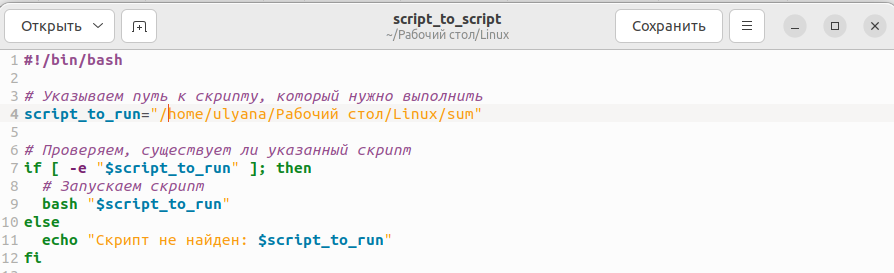 Открыть
script_to_script
~/Рабочий стол/Linux
Сохранить
1 #!/bin/bash
2
3 # Указываем путь к скрипту, который нужно выполнить
4 script_to_run="/home/ulyana/Рабочий стол/Linux/sum"
5
6 # Проверяем, существует ли указанный скрипт
7 if [ -e "$script_to_run" ]; then
8   # Запускаем скрипт
9   bash "$script_to_run"
10 else
11   echo "Скрипт не найден: $script_to_run"
12 fi